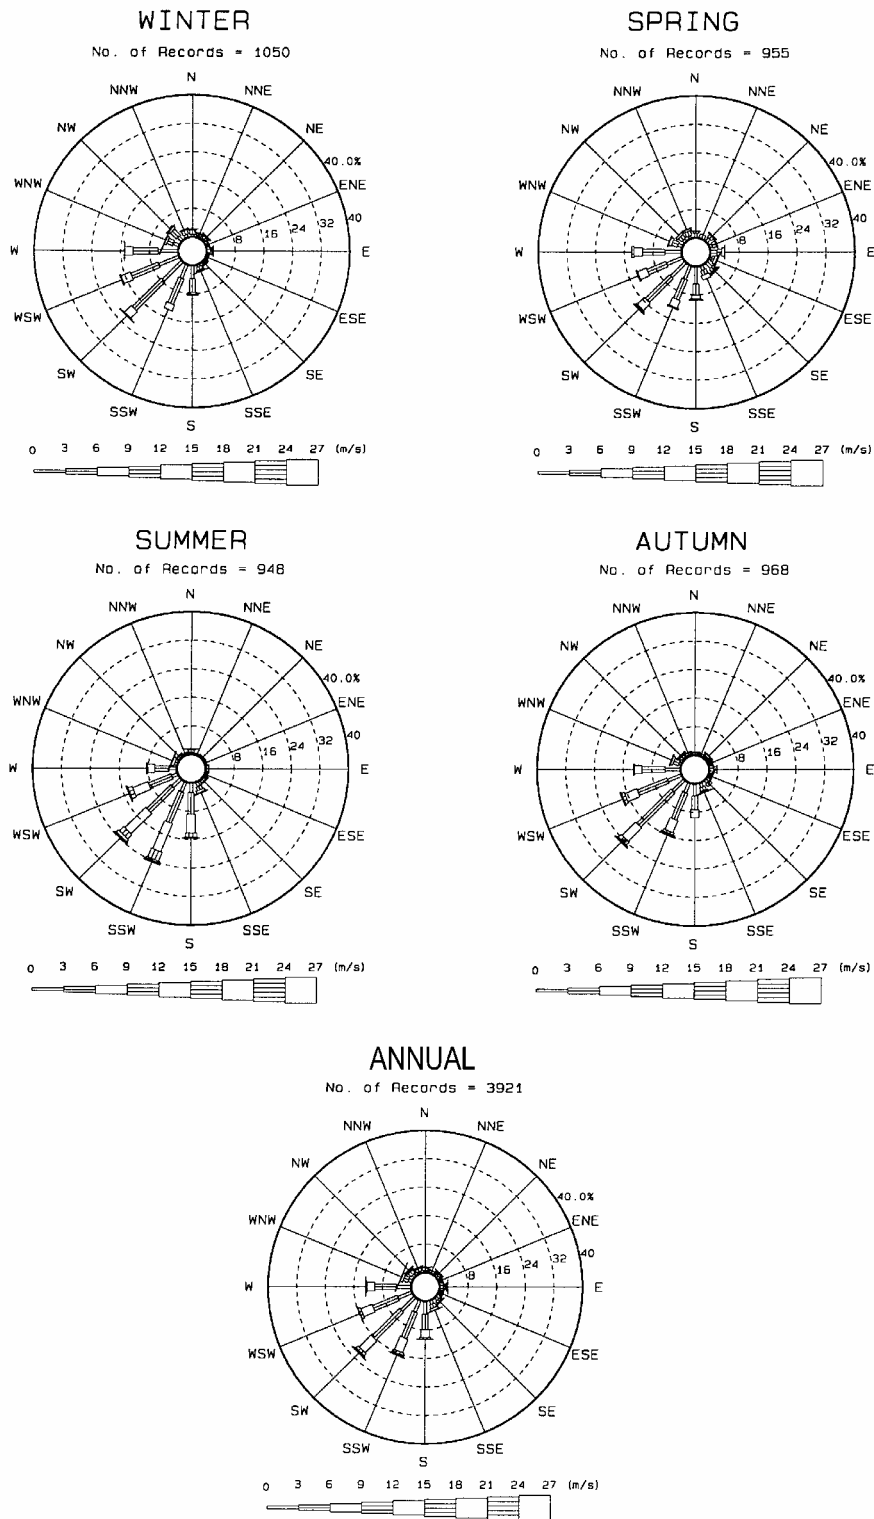 WINTER
No. of Records = 1050
N
NNW NNE
NW NE
40.0%
WNW ENE
8 16 24 32 40
W E
WSW ESE
SW SE
SSW SSE
S
0 3 6 9 12 15 18 21 24 27 (m/s)
SPRING
No. of Records = 955
N
NNW NNE
NW NE
40.0%
WNW ENE
8 16 24 32 40
W E
WSW ESE
SW SE
SSW SSE
S
0 3 6 9 12 15 18 21 24 27 (m/s)
SUMMER
No. of Records = 948
N
NNW NNE
NW NE
40.0%
WNW ENE
8 16 24 32 40
W E
WSW ESE
SW SE
SSW SSE
S
0 3 6 9 12 15 18 21 24 27 (m/s)
AUTUMN
No. of Records = 968
N
NNW NNE
NW NE
40.0%
WNW ENE
8 16 24 32 40
W E
WSW ESE
SW SE
SSW SSE
S
0 3 6 9 12 15 18 21 24 27 (m/s)
ANNUAL
No. of Records = 3921
N
NNW NNE
NW NE
40.0%
WNW ENE
8 16 24 32 40
W E
WSW ESE
SW SE
SSW SSE
S
0 3 6 9 12 15 18 21 24 27 (m/s)